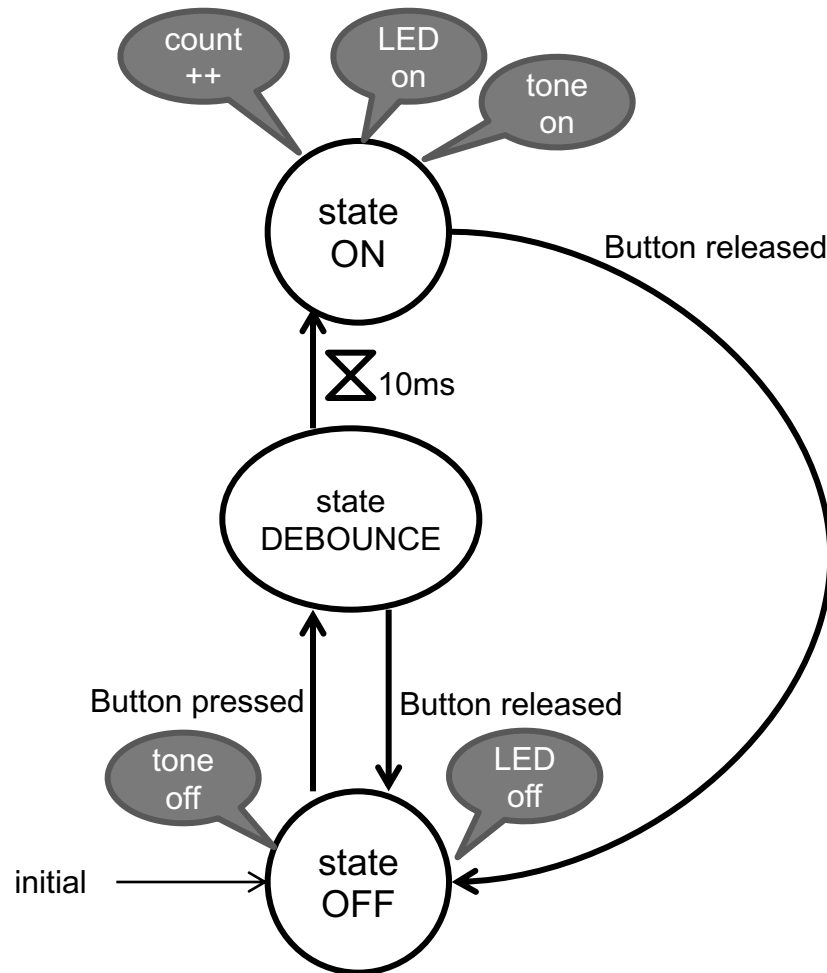 count
++
LED
on
tone
on
state
ON
Button released
10ms
state
DEBOUNCE
Button pressed
Button released
tone
off
LED
off
initial
state
OFF